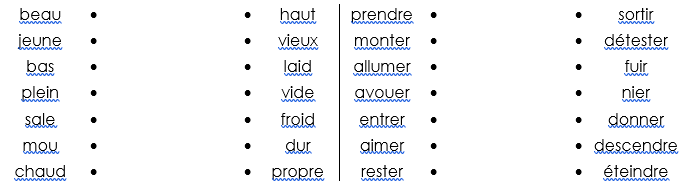 beau • • haut prendre • • sortir
jeune • • vieux monter • • détester
bas • • laid allumer • • fuir
plein • • vide avouer • • nier
sale • • froid entrer • • donner
mou • • dur aimer • • descendre
chaud • • propre rester • • éteindre